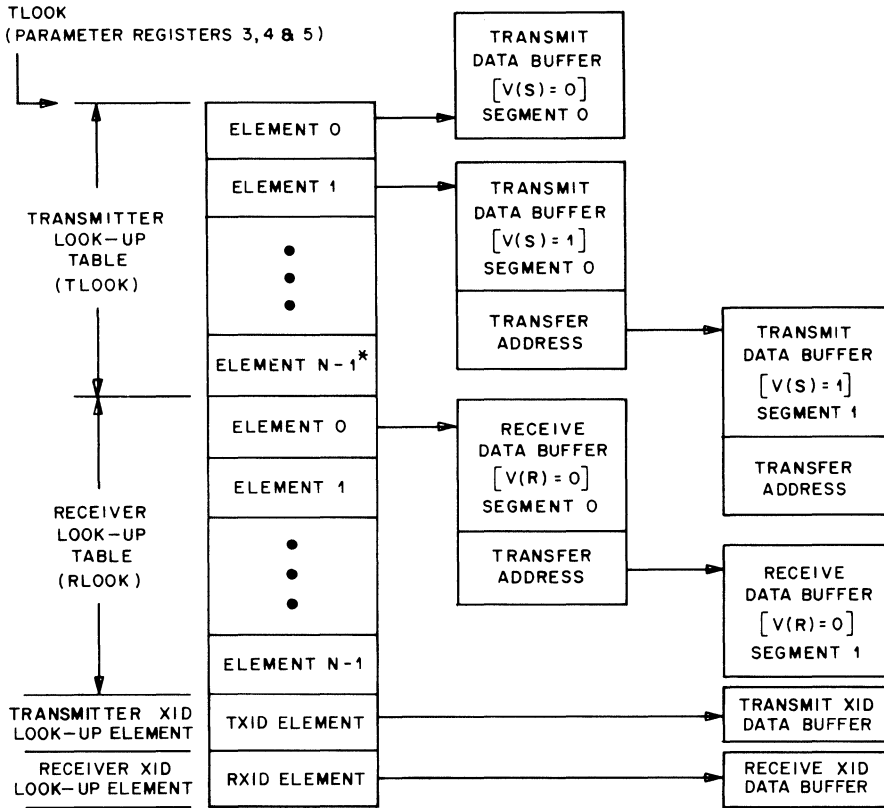 TLOOK
(PARAMETER REGISTERS 3, 4 & 5)
TRANSMITTER
LOOK-UP
TABLE
(TLOOK)
RECEIVER
LOOK-UP
TABLE
(RLOOK)
TRANSMITTER XID
LOOK-UP ELEMENT
RECEIVER XID
LOOK-UP ELEMENT
ELEMENT 0
ELEMENT 1
ELEMENT N-1*
ELEMENT 0
ELEMENT 1
ELEMENT N-1
TXID ELEMENT
RXID ELEMENT
TRANSMIT
DATA BUFFER
[V(S)=0]
SEGMENT 0
TRANSMIT
DATA BUFFER
[V(S)=1]
SEGMENT 0
TRANSFER
ADDRESS
RECEIVE
DATA BUFFER
[V(R)=0]
SEGMENT 0
TRANSFER
ADDRESS
TRANSMIT
DATA BUFFER
[V(S)=1]
SEGMENT 1
TRANSFER
ADDRESS
RECEIVE
DATA BUFFER
[V(R)=0]
SEGMENT 1
TRANSMIT XID
DATA BUFFER
RECEIVE XID
DATA BUFFER